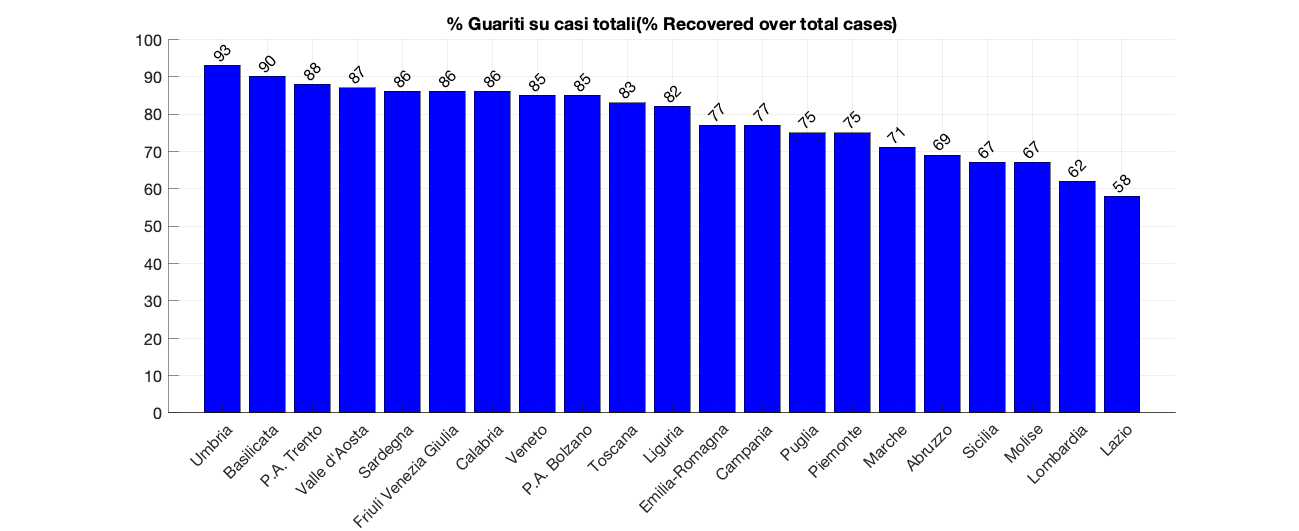 % Guariti su casi totali(% Recovered over total cases)
100
90
80
70
60
50
40
30
20
10
0
93
90
88
87
86
86
86
85
85
83
82
77
77
75
75
71
69
67
67
62
58
Umbria
Basilicata
P.A. Trento
Valle d'Aosta
Sardegna
Friuli Venezia Giulia
Calabria
Veneto
P.A. Bolzano
Toscana
Liguria
Emilia-Romagna
Campania
Puglia
Piemonte
Marche
Abruzzo
Sicilia
Molise
Lombardia
Lazio